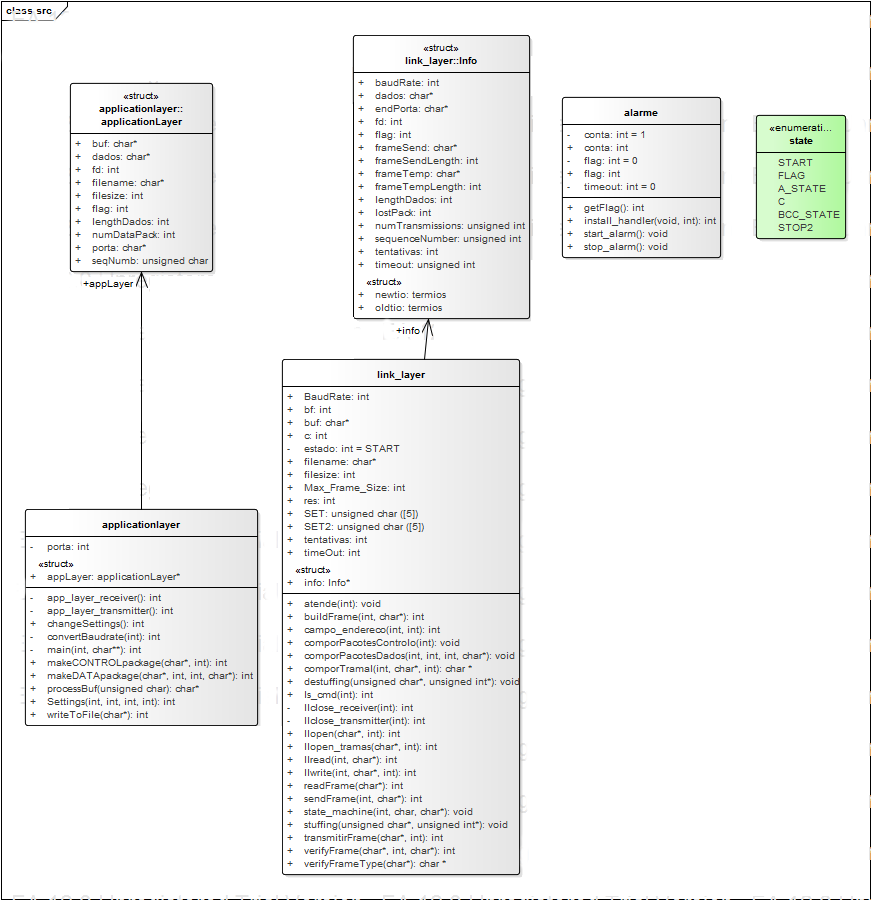 class src
«struct»
applicationlayer::
applicationLayer
+ buf: char*
+ dados: char*
+ fd: int
+ filename: char*
+ filesize: int
+ flag: int
+ lengthDados: int
+ numDataPack: int
+ porta: char*
+ seqNumb: unsigned char
+appLayer
«struct»
link_layer::Info
+ baudRate: int
+ dados: char*
+ endPorta: char*
+ fd: int
+ flag: int
+ frameSend: char*
+ frameSendLength: int
+ frameTemp: char*
+ frameTempLength: int
+ lengthDados: int
+ lostPack: int
+ numTransmissions: unsigned int
+ sequenceNumber: unsigned int
+ tentativas: int
+ timeout: unsigned int
«struct»
+ newtio: termios
+ oldtio: termios
+info
alarme
- conta: int = 1
+ conta: int
- flag: int = 0
+ flag: int
- timeout: int = 0
+ getFlag(): int
+ install_handler(void, int): int
+ start_alarm(): void
+ stop_alarm(): void
«enumerati...
state
START
FLAG
A_STATE
C
BCC_STATE
STOP2
applicationlayer
- porta: int
«struct»
+ appLayer: applicationLayer*
- app_layer_receiver(): int
- app_layer_transmitter(): int
+ changeSettings(): int
- convertBaudrate(int): int
- main(int, char**): int
+ makeCONTROLpackage(char*, int): int
+ makeDATApackage(char*, int, int, char*): int
+ processBuf(unsigned char): char*
+ Settings(int, int, int, int): int
+ writeToFile(char*): int
link_layer
+ BaudRate: int
+ bf: int
+ buf: char*
+ c: int
- estado: int = START
+ filename: char*
+ filesize: int
+ Max_Frame_Size: int
+ res: int
+ SET: unsigned char ([5])
+ SET2: unsigned char ([5])
+ tentativas: int
+ timeOut: int
«struct»
+ info: Info*
+ atende(int): void
+ buildFrame(int, char*): int
+ campo_endereco(int, int): int
+ comporPacotesControlo(int): void
+ comporPacotesDados(int, int, int, char*): void
+ comporTramaI(int, char*, int): char *
+ destuffing(unsigned char*, unsigned int*): void
+ ls_cmd(int): int
- llclose_receiver(int): int
- llclose_transmitter(int): int
+ llopen(char*, int): int
+ llopen_tramas(char*, int): int
+ llread(int, char*): int
+ llwrite(int, char*, int): int
+ readFrame(char*): int
+ sendFrame(int, char*): int
+ state_machine(int, char, char*): void
+ stuffing(unsigned char*, unsigned int*): void
+ transmitirFrame(char*, int): int
+ verifyFrame(char*, int, char*): int
+ verifyFrameType(char*): char *